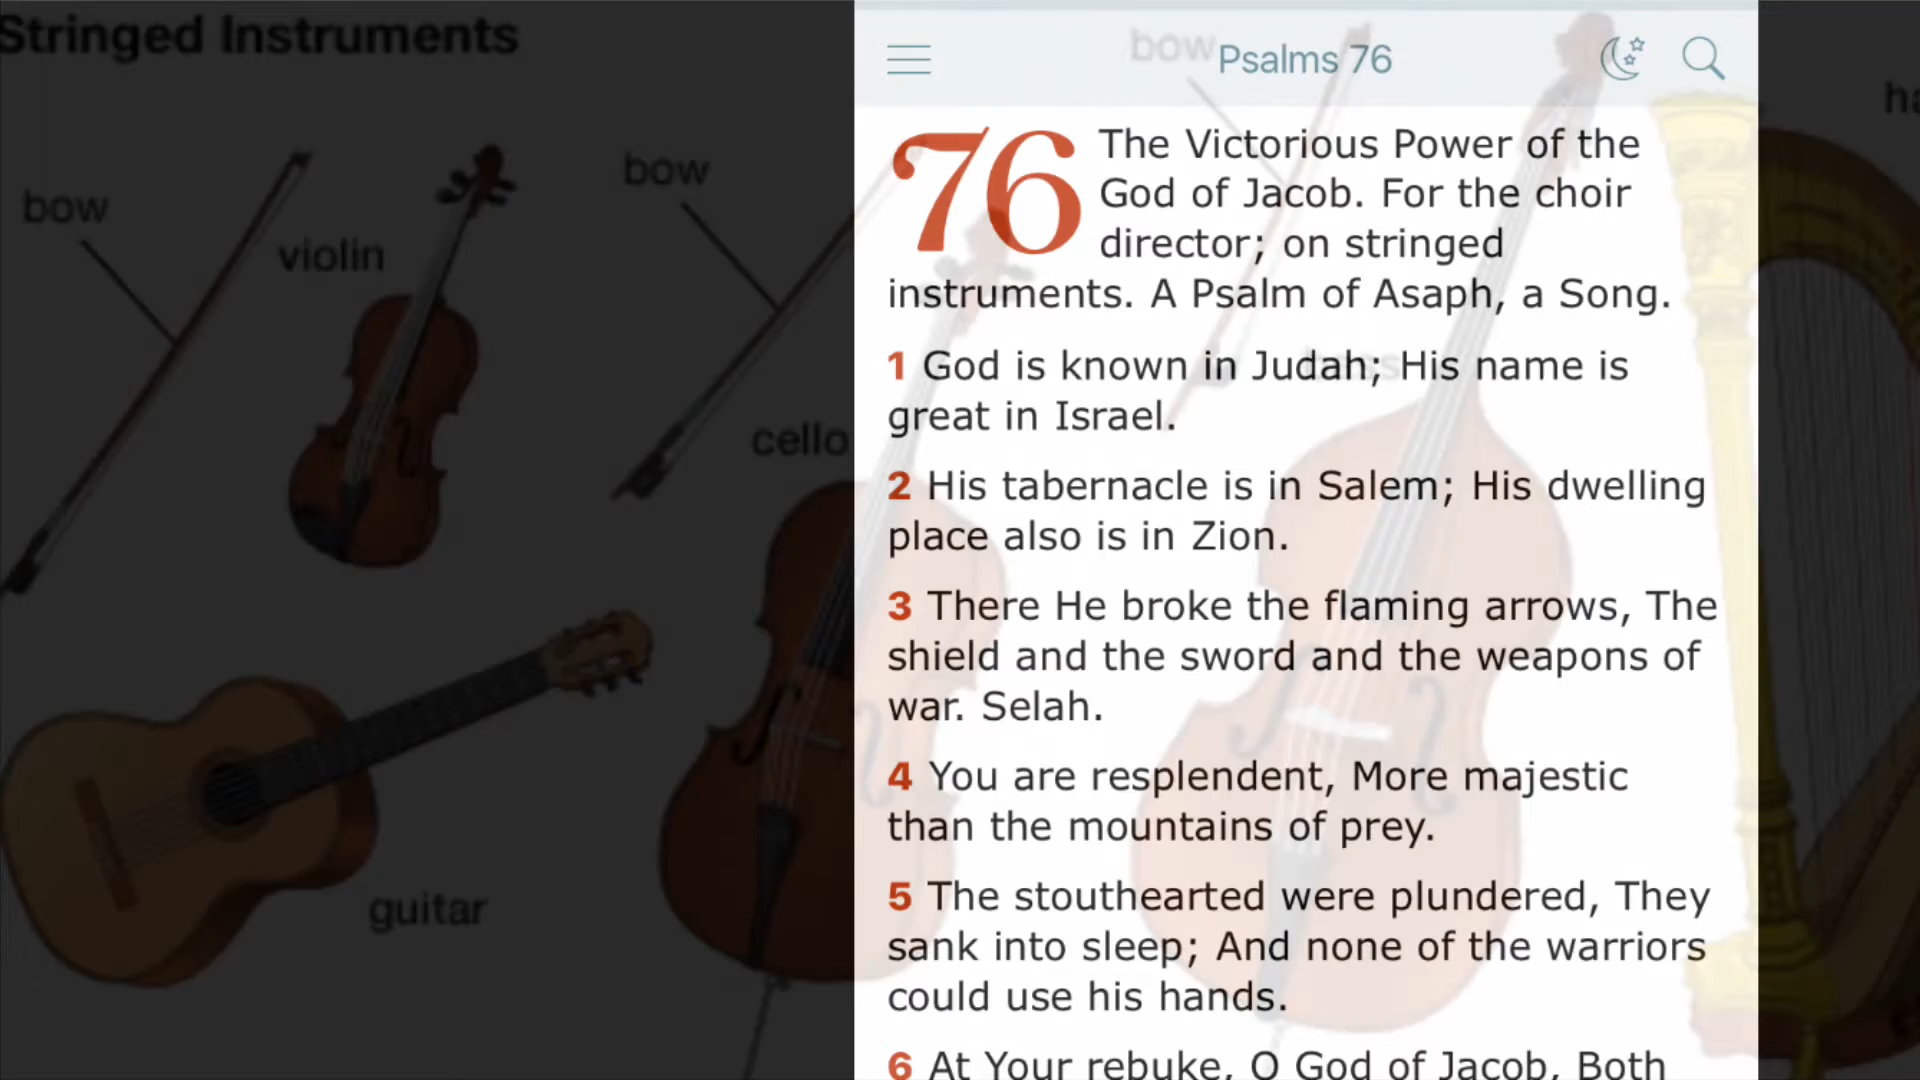 Stringed Instruments
bow
violin
bow
cello
guitar
bow
bass
Psalms 76
76 The Victorious Power of the
God of Jacob. For the choir
director; on stringed
instruments. A Psalm of Asaph, a Song.
1 God is known in Judah; His name is
great in Israel.
2 His tabernacle is in Salem; His dwelling
place also is in Zion.
3 There He broke the flaming arrows, The
shield and the sword and the weapons of
war. Selah.
4 You are resplendent, More majestic
than the mountains of prey.
5 The stouthearted were plundered, They
sank into sleep; And none of the warriors
could use his hands.
6 At Your rebuke, O God of Jacob, Both